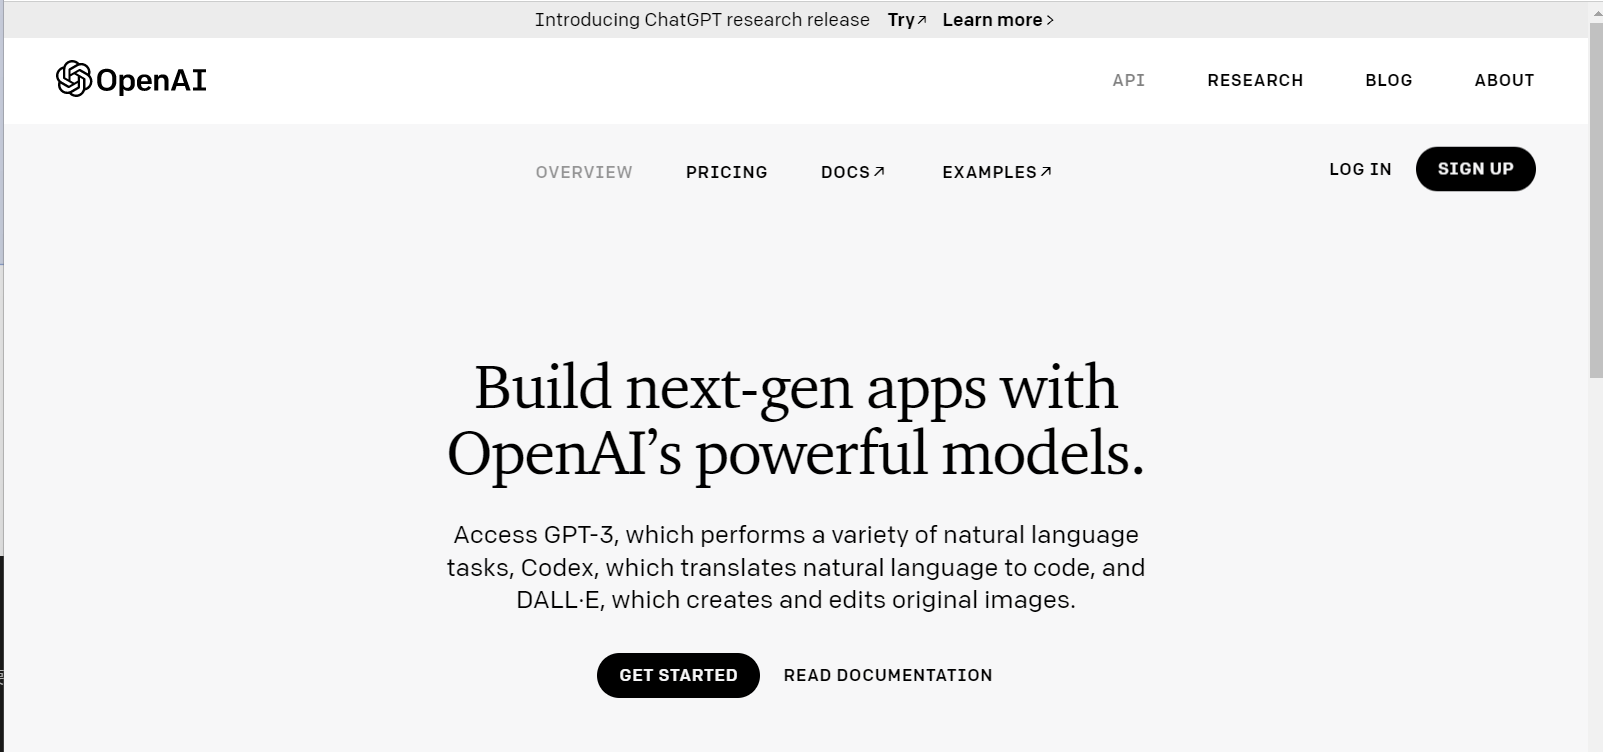 Introducing ChatGPT research release Try↗ Learn more >
OpenAI
API RESEARCH BLOG ABOUT
OVERVIEW PRICING DOCS↗ EXAMPLES↗ LOG IN SIGN UP
Build next-gen apps with
OpenAI’s powerful models.
Access GPT-3, which performs a variety of natural language
tasks, Codex, which translates natural language to code, and
DALL·E, which creates and edits original images.
GET STARTED READ DOCUMENTATION